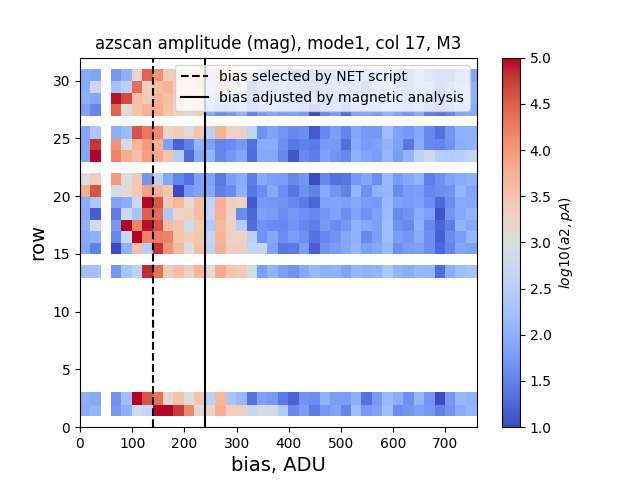 azscan amplitude (mag), mode1, col 17, M3
bias selected by NET script
bias adjusted by magnetic analysis
row
30
25
20
15
10
5
0
0 100 200 300 400 500 600 700
bias, ADU
5.0
4.5
4.0
3.5
3.0
2.5
2.0
1.5
1.0
log10(a2, pA)